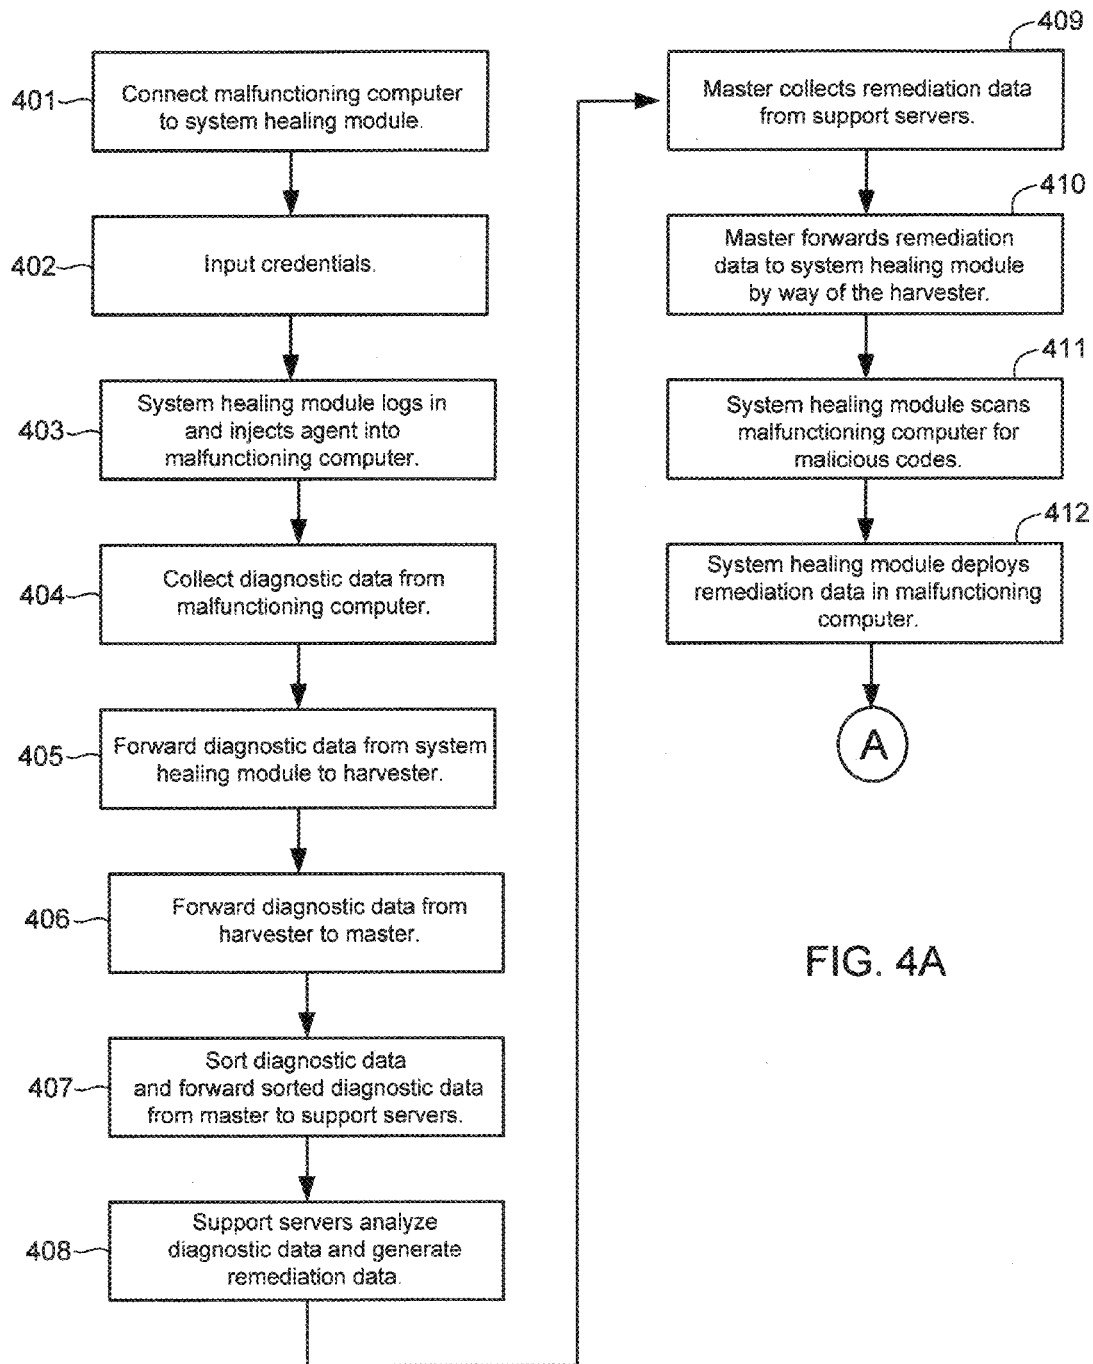 401
Connect malfunctioning computer
to system healing module.
402
Input credentials.
403
System healing module logs in
and injects agent into
malfunctioning computer.
404
Collect diagnostic data from
malfunctioning computer.
405
Forward diagnostic data from system
healing module to harvester.
406
Forward diagnostic data from
harvester to master.
407
Sort diagnostic data
and forward sorted diagnostic data
from master to support servers.
408
Support servers analyze
diagnostic data and generate
remediation data.
409
Master collects remediation data
from support servers.
410
Master forwards remediation
data to system healing module
by way of the harvester.
411
System healing module scans
malfunctioning computer for
malicious codes.
412
System healing module deploys
remediation data in malfunctioning
computer.
A
FIG. 4A